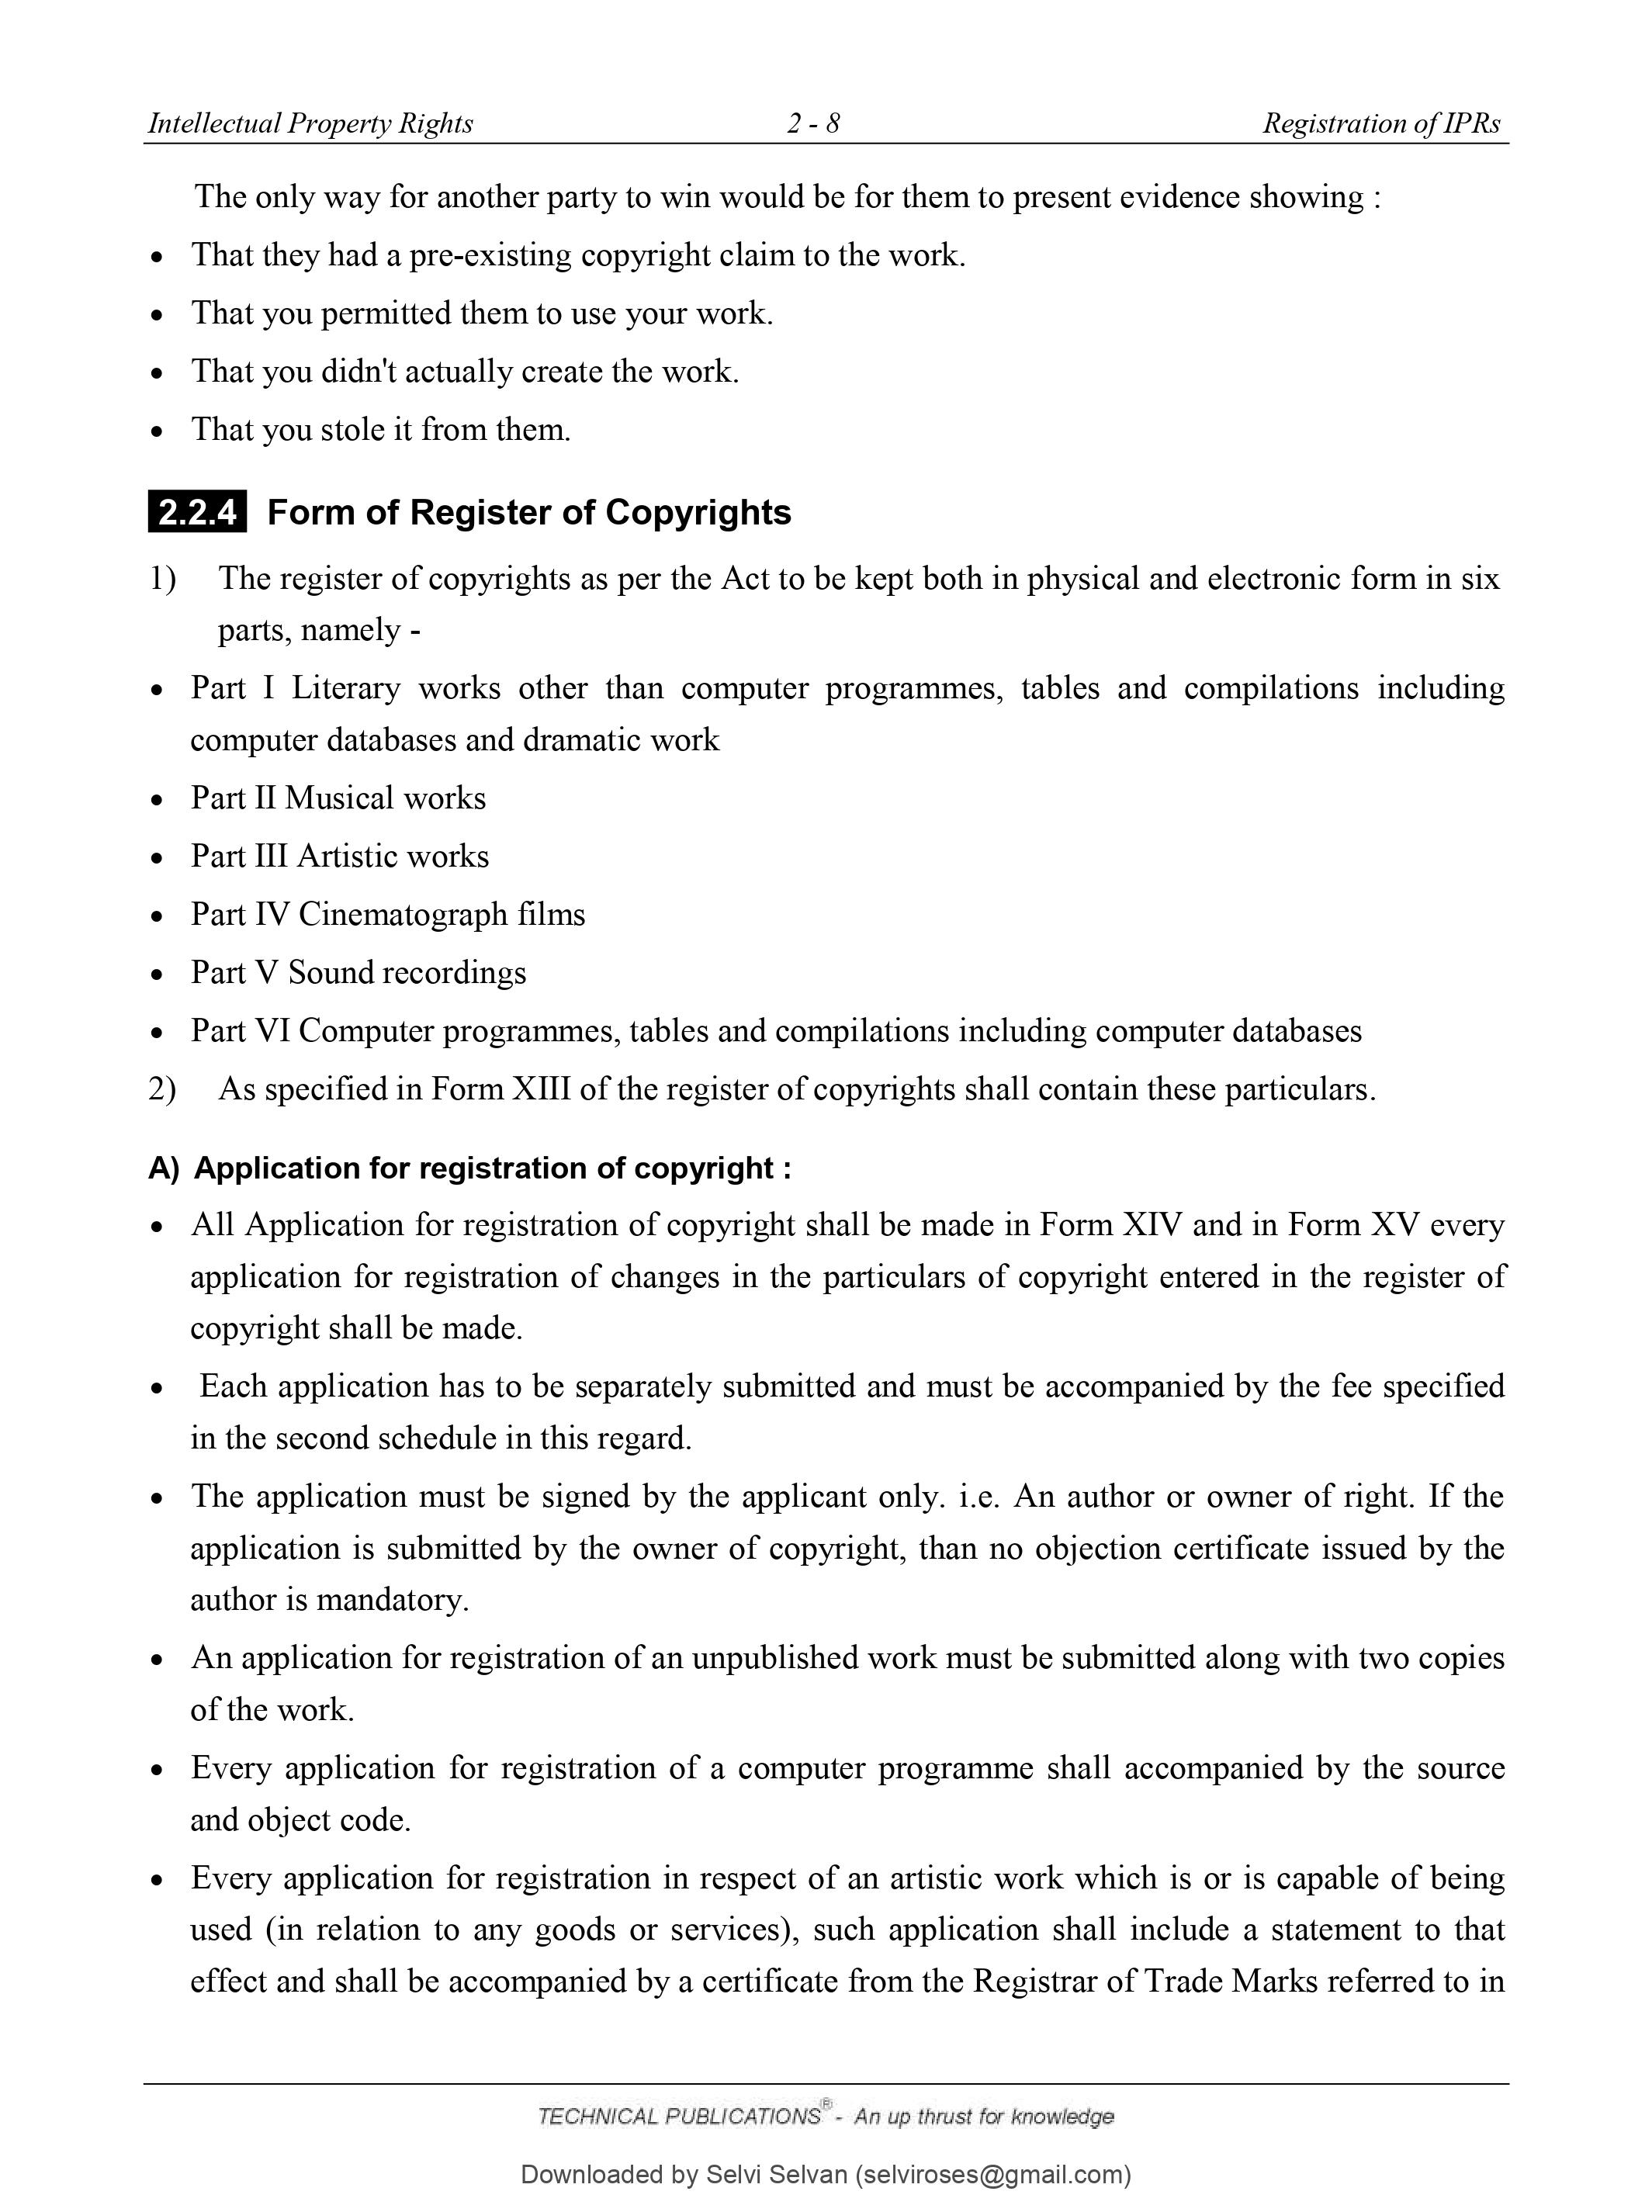 Intellectual Property Rights 2 - 8 Registration of IPRs
The only way for another party to win would be for them to present evidence showing :
• That they had a pre-existing copyright claim to the work.
• That you permitted them to use your work.
• That you didn't actually create the work.
• That you stole it from them.
2.2.4 Form of Register of Copyrights
1) The register of copyrights as per the Act to be kept both in physical and electronic form in six
parts, namely -
• Part I Literary works other than computer programmes, tables and compilations including
computer databases and dramatic work
• Part II Musical works
• Part III Artistic works
• Part IV Cinematograph films
• Part V Sound recordings
• Part VI Computer programmes, tables and compilations including computer databases
2) As specified in Form XIII of the register of copyrights shall contain these particulars.
A) Application for registration of copyright :
• All Application for registration of copyright shall be made in Form XIV and in Form XV every
application for registration of changes in the particulars of copyright entered in the register of
copyright shall be made.
• Each application has to be separately submitted and must be accompanied by the fee specified
in the second schedule in this regard.
• The application must be signed by the applicant only. i.e. An author or owner of right. If the
application is submitted by the owner of copyright, than no objection certificate issued by the
author is mandatory.
• An application for registration of an unpublished work must be submitted along with two copies
of the work.
• Every application for registration of a computer programme shall accompanied by the source
and object code.
• Every application for registration in respect of an artistic work which is or is capable of being
used (in relation to any goods or services), such application shall include a statement to that
effect and shall be accompanied by a certificate from the Registrar of Trade Marks referred to in
TECHNICAL PUBLICATIONS® - An up thrust for knowledge
Downloaded by Selvi Selvan (selviroses@gmail.com)